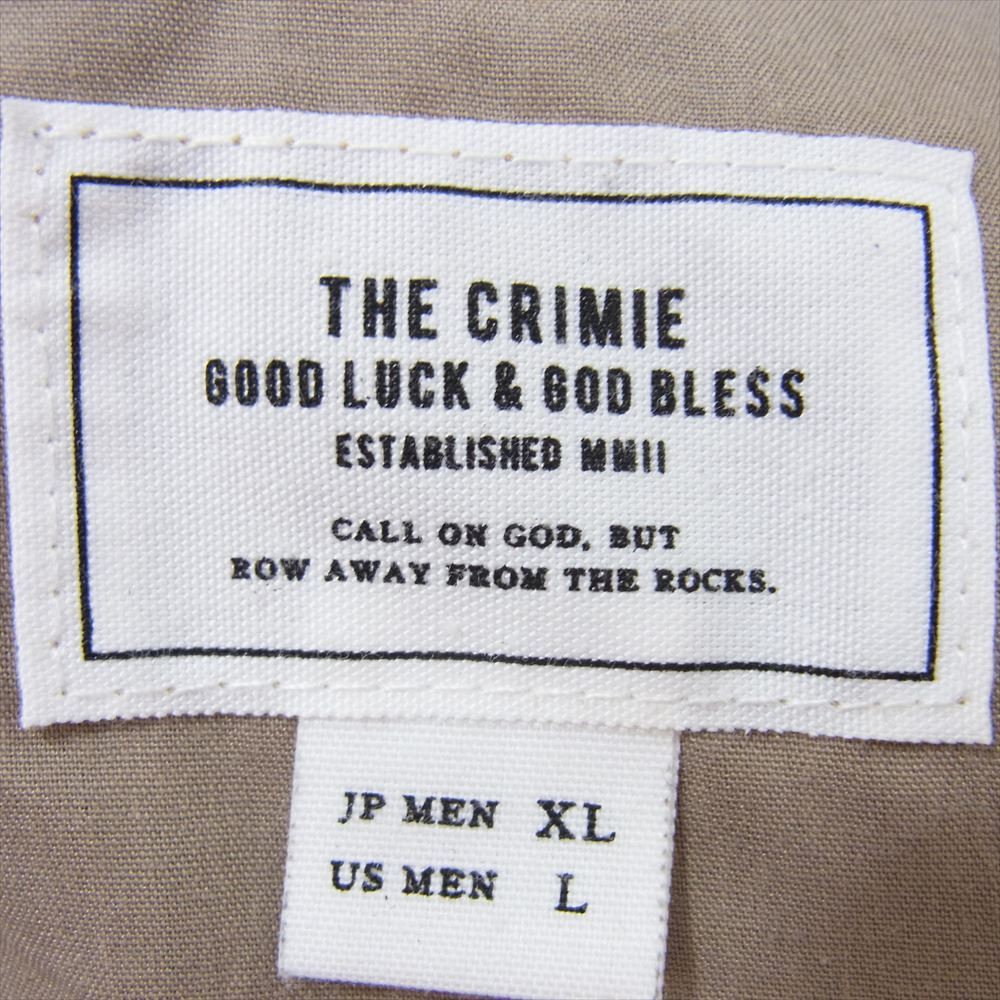 THE CRIMIE
GOOD LUCK & GOD BLESS
ESTABLISHED MMII
CALL ON GOD, BUT
ROW AWAY FROM THE ROCKS.
JP MEN XL
US MEN L